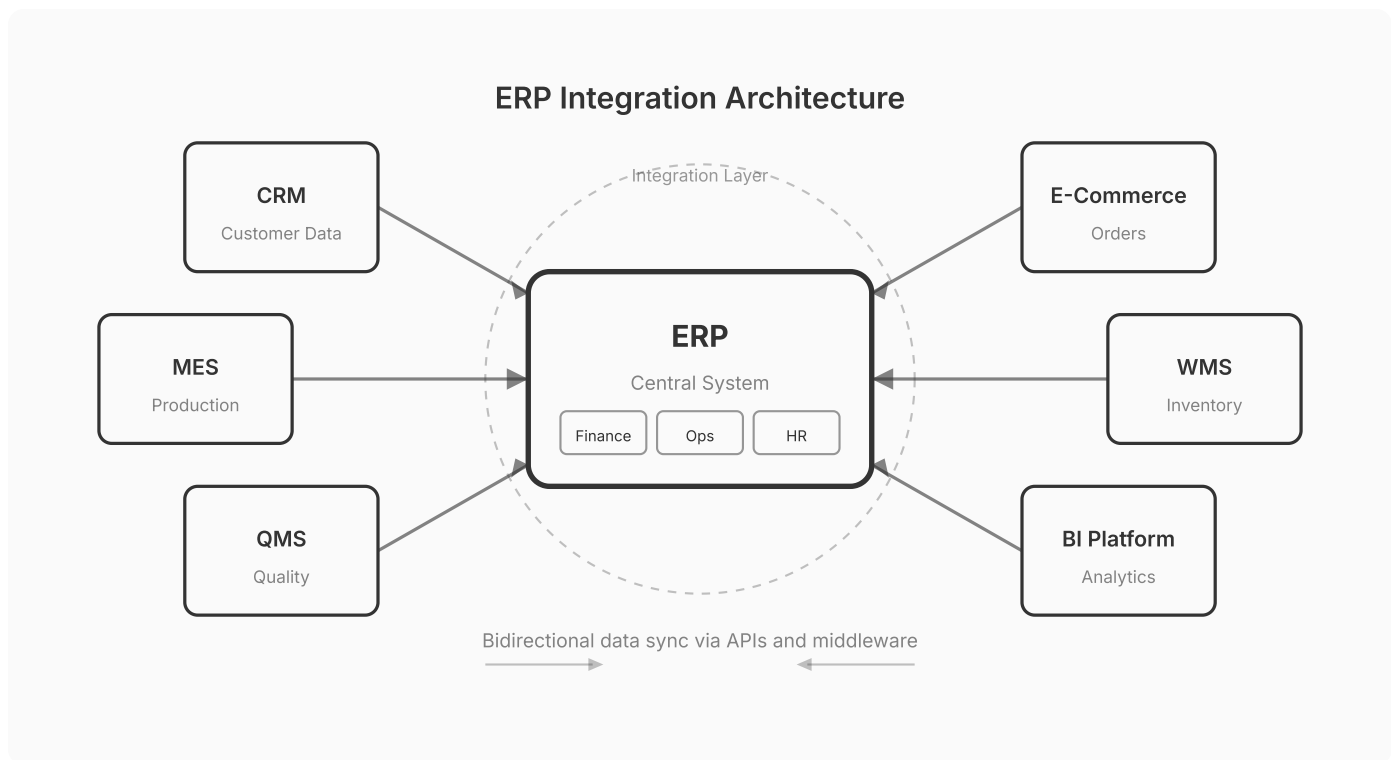 ERP Integration Architecture
Integration Layer
CRM
Customer Data
E-Commerce
Orders
MES
Production
ERP
Central System
Finance
Ops
HR
WMS
Inventory
QMS
Quality
BI Platform
Analytics
Bidirectional data sync via APIs and middleware